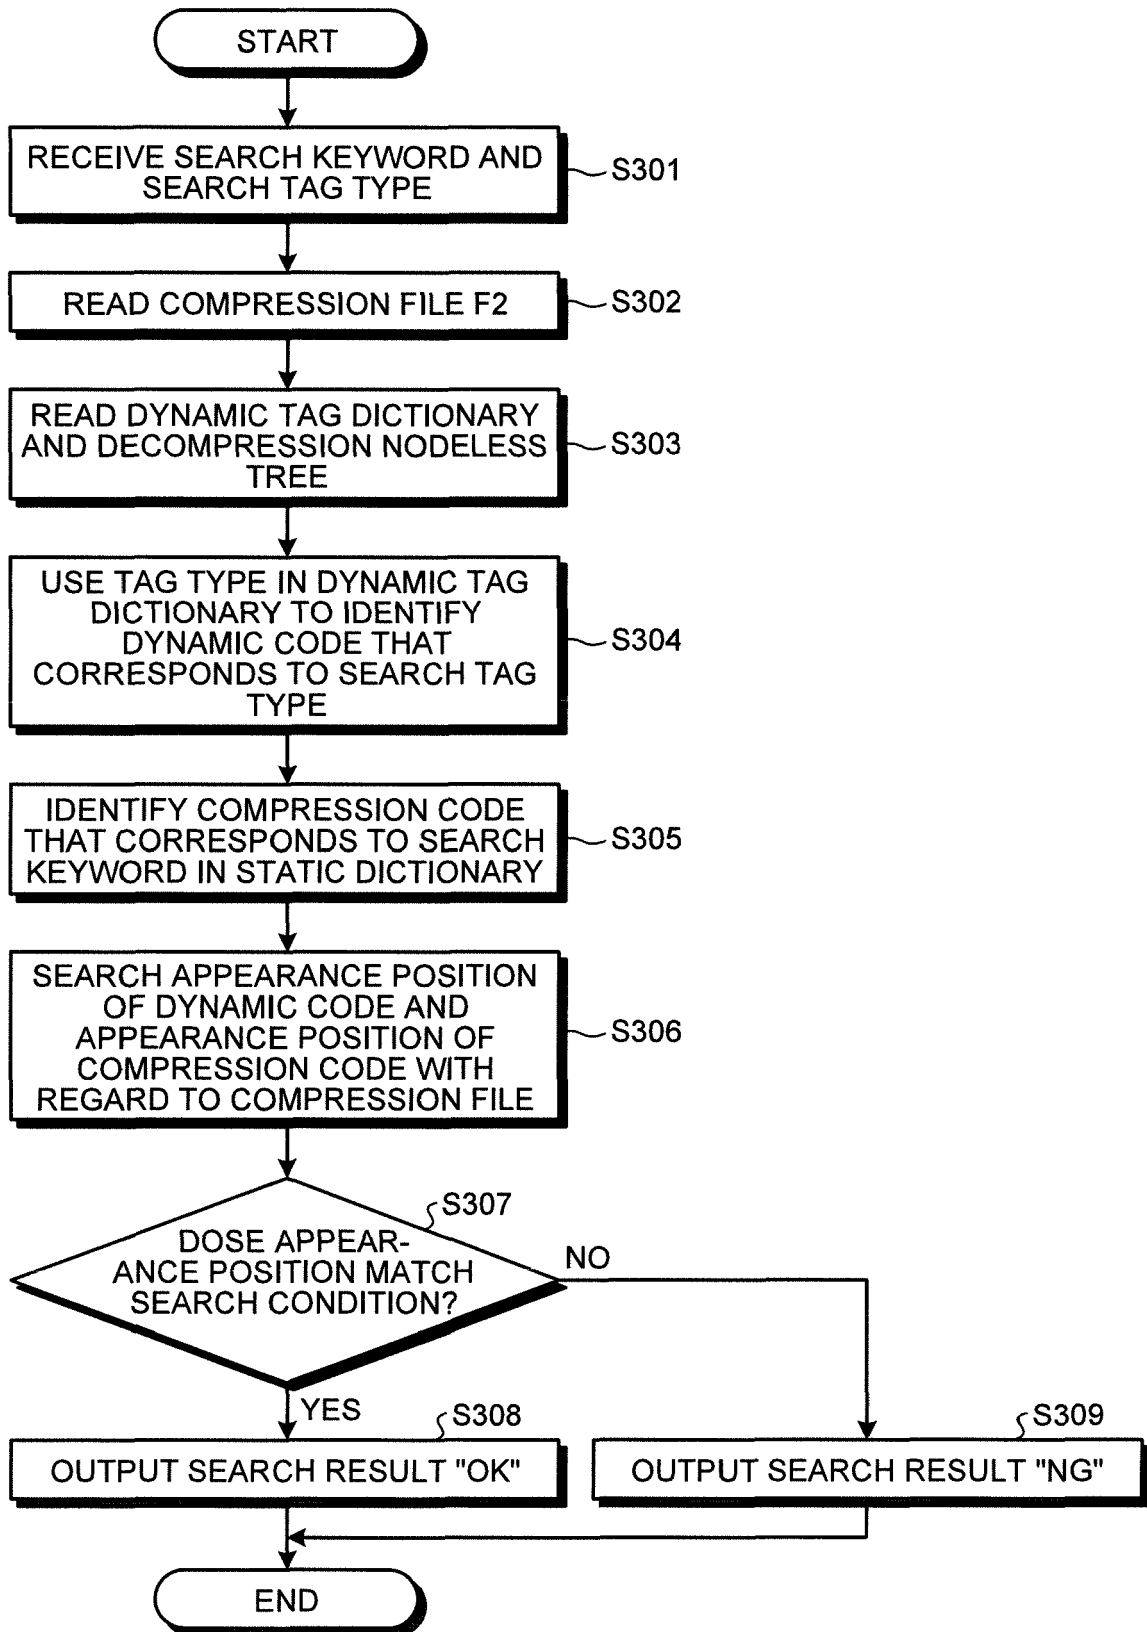 START
RECEIVE SEARCH KEYWORD AND
SEARCH TAG TYPE
S301
READ COMPRESSION FILE F2
S302
READ DYNAMIC TAG DICTIONARY
AND DECOMPRESSION NODELESS
TREE
S303
USE TAG TYPE IN DYNAMIC TAG
DICTIONARY TO IDENTIFY
DYNAMIC CODE THAT
CORRESPONDS TO SEARCH TAG
TYPE
S304
IDENTIFY COMPRESSION CODE
THAT CORRESPONDS TO SEARCH
KEYWORD IN STATIC DICTIONARY
S305
SEARCH APPEARANCE POSITION
OF DYNAMIC CODE AND
APPEARANCE POSITION OF
COMPRESSION CODE WITH
REGARD TO COMPRESSION FILE
S306
S307
DOSE APPEAR-
ANCE POSITION MATCH
SEARCH CONDITION?
NO
YES
S308
OUTPUT SEARCH RESULT "OK"
S309
OUTPUT SEARCH RESULT "NG"
END